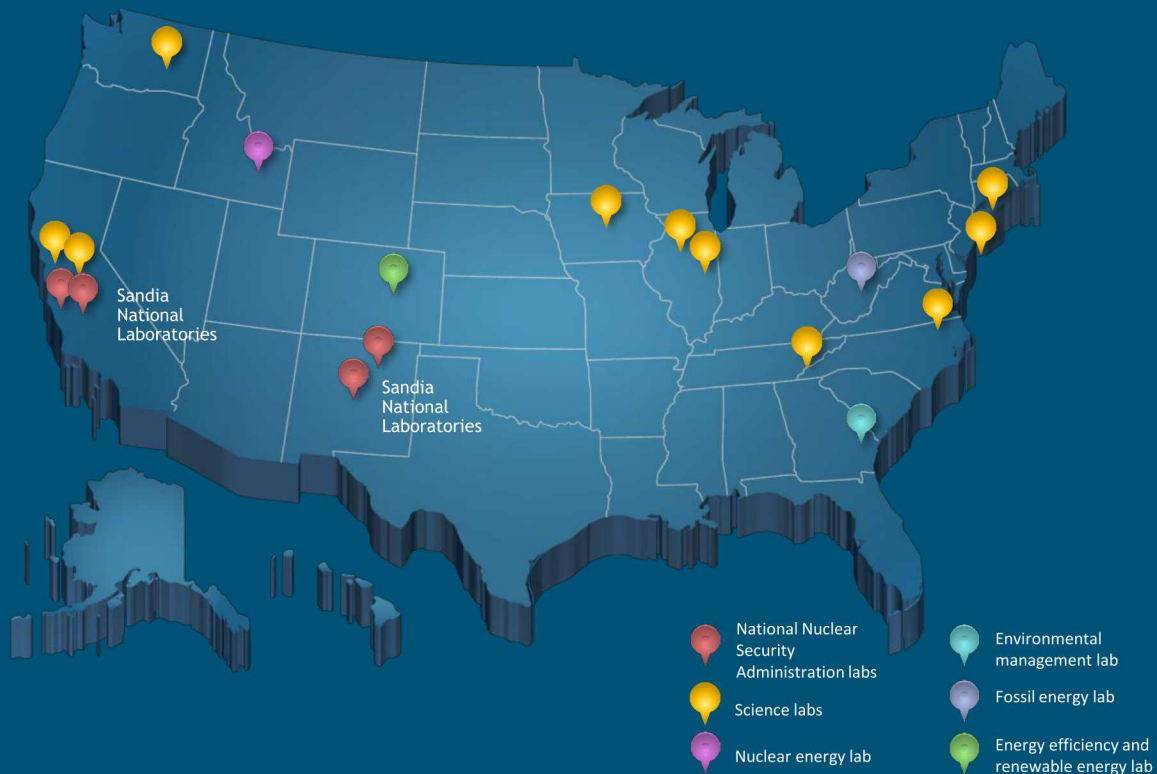 Sandia
National
Laboratories
Sandia
National
Laboratories
National Nuclear
Security
Administration labs
Science labs
Nuclear energy lab
Environmental
management lab
Fossil energy lab
Energy efficiency and
renewable energy lab